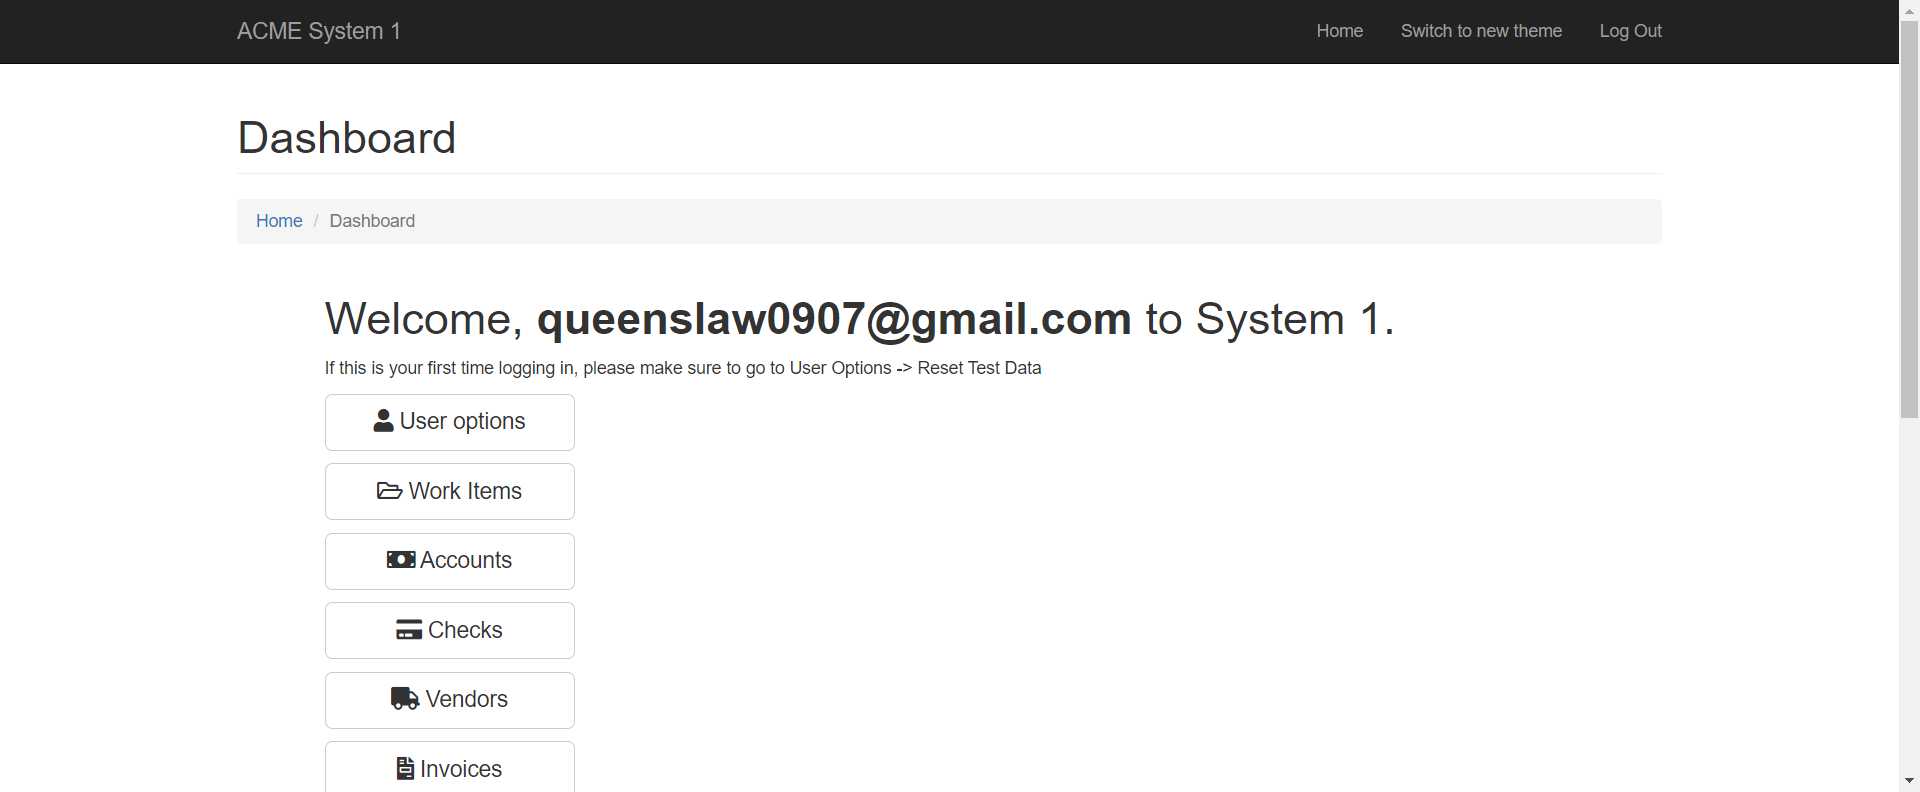 ACME System 1
Home
Switch to new theme
Log Out
Dashboard
Home / Dashboard
Welcome, queenslaw0907@gmail.com to System 1.
If this is your first time logging in, please make sure to go to User Options -> Reset Test Data
User options
Work Items
Accounts
Checks
Vendors
Invoices